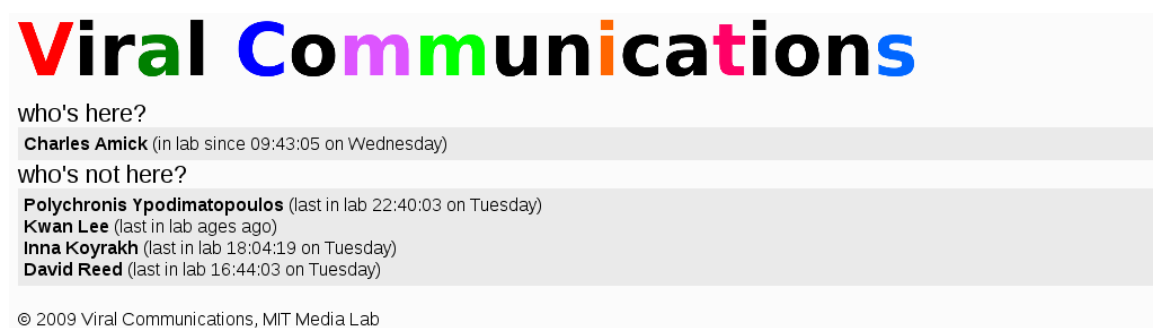 Viral Communications
who's here?
Charles Amick (in lab since 09:43:05 on Wednesday)
who's not here?
Polychronis Ypodimatopoulos (last in lab 22:40:03 on Tuesday)
Kwan Lee (last in lab ages ago)
Inna Koyrakh (last in lab 18:04:19 on Tuesday)
David Reed (last in lab 16:44:03 on Tuesday)
© 2009 Viral Communications, MIT Media Lab